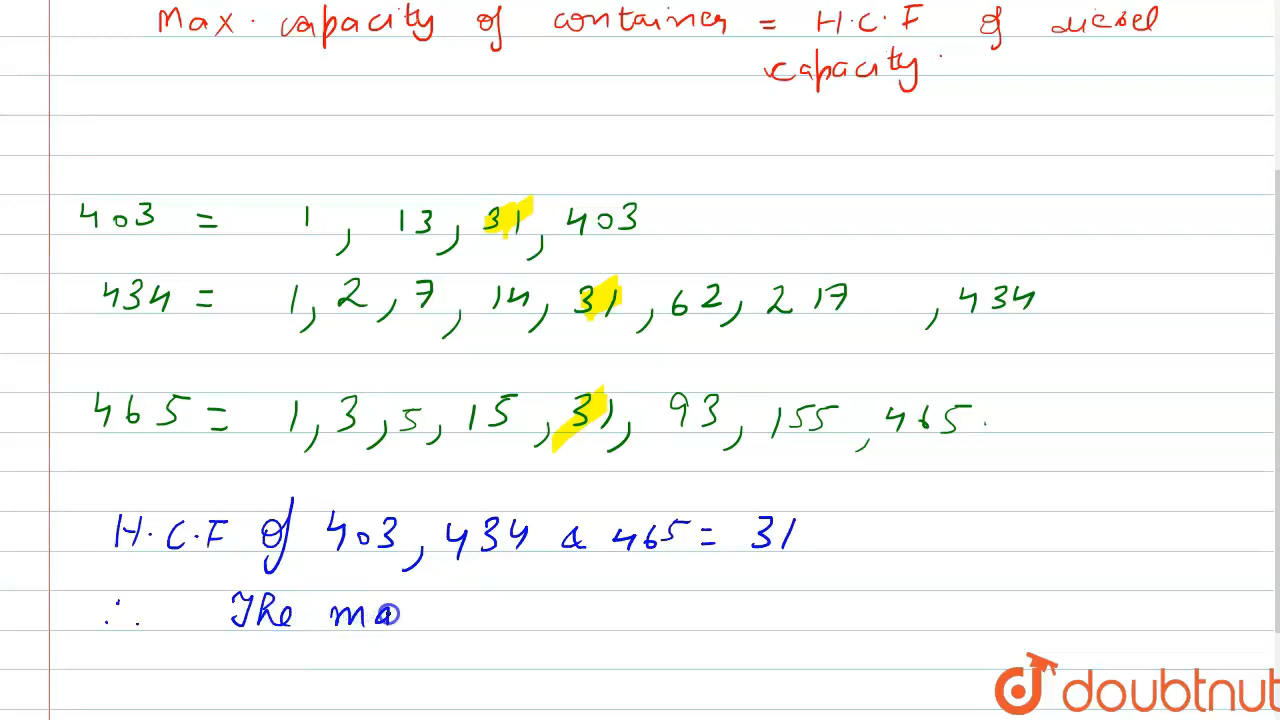 Max. capacity of container = H.C.F of diesel
capacity.
403 = 1, 13, 31, 403
434 = 1, 2, 7, 14, 31, 62, 217 , 434
465 = 1, 3, 5, 15, 31, 93, 155, 465.
H.C.F of 403, 434 & 465 = 31
∴ The ma
doubtnut